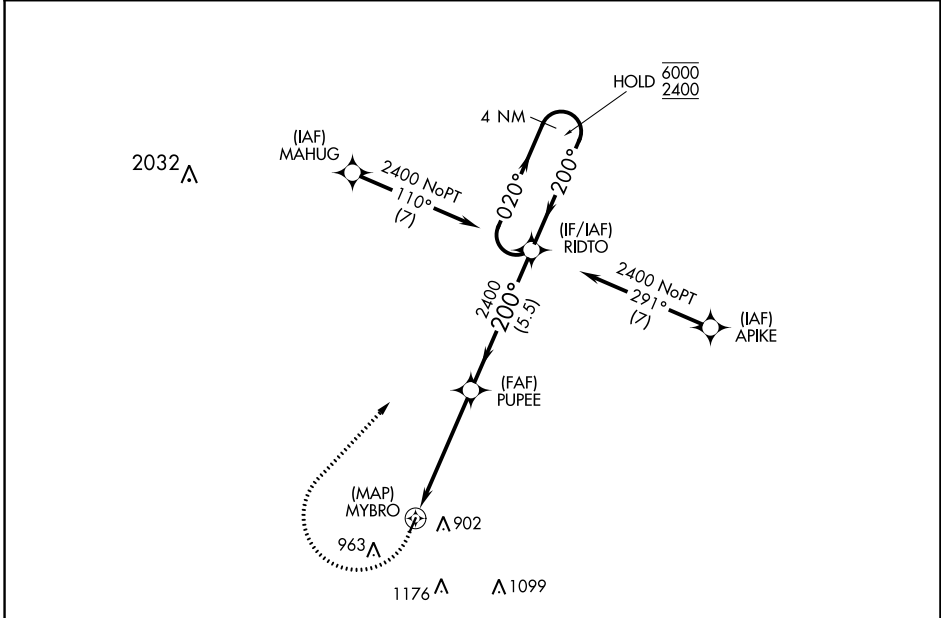 HOLD 6000
2400
4 NM
(IAF)
MAHUG
2032
2400 NoPT
110°
(7)
020°
200°
(IF/IAF)
RIDTO
2400 NoPT
291°
(7)
(IAF)
APIKE
2400
200°
(5.5)
(FAF)
PUPEE
(MAP)
MYBRO
902
963
1176
1099